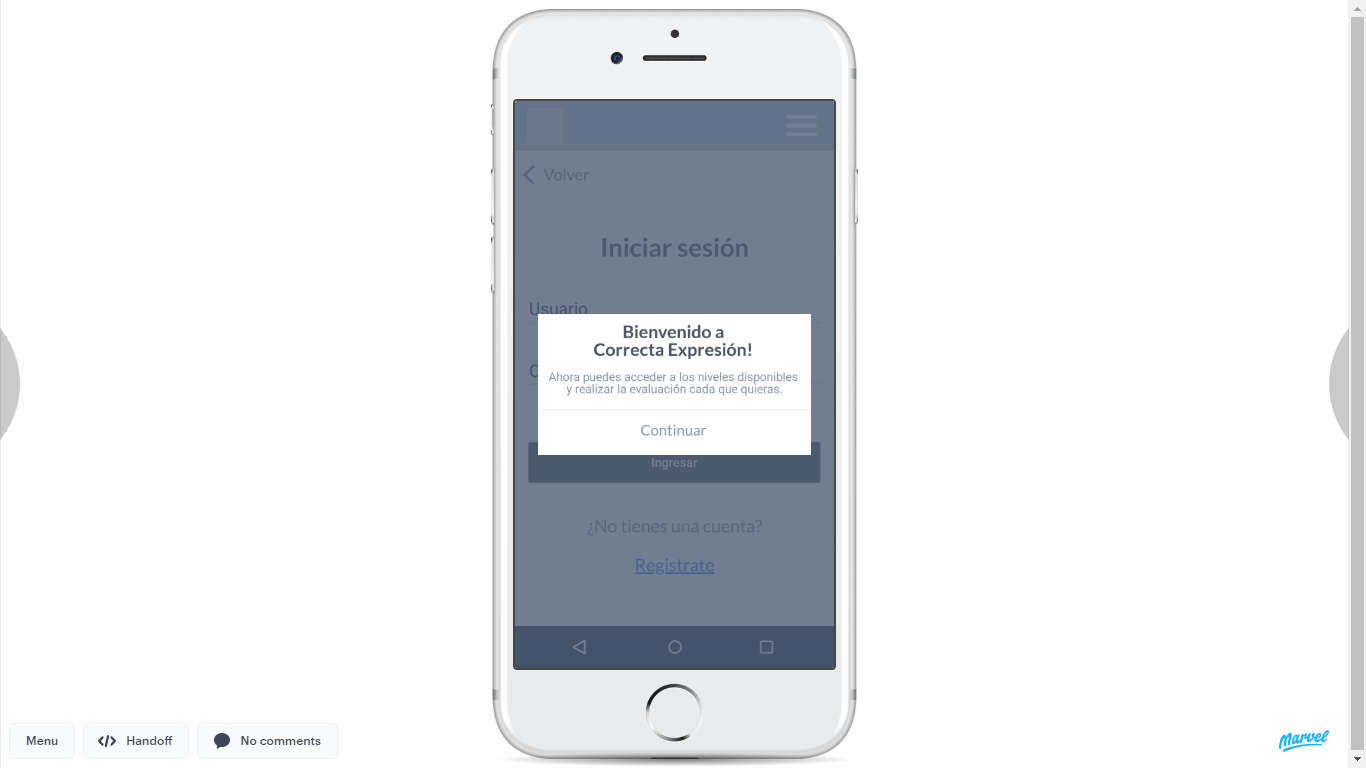 Volver
Iniciar sesión
Usuario
Bienvenido a
Correcta Expresión!
Ahora puedes acceder a los niveles disponibles
y realizar la evaluación cada que quieras.
Continuar
Ingresar
¿No tienes una cuenta?
Registrate
Menu
Handoff
No comments
Marvel